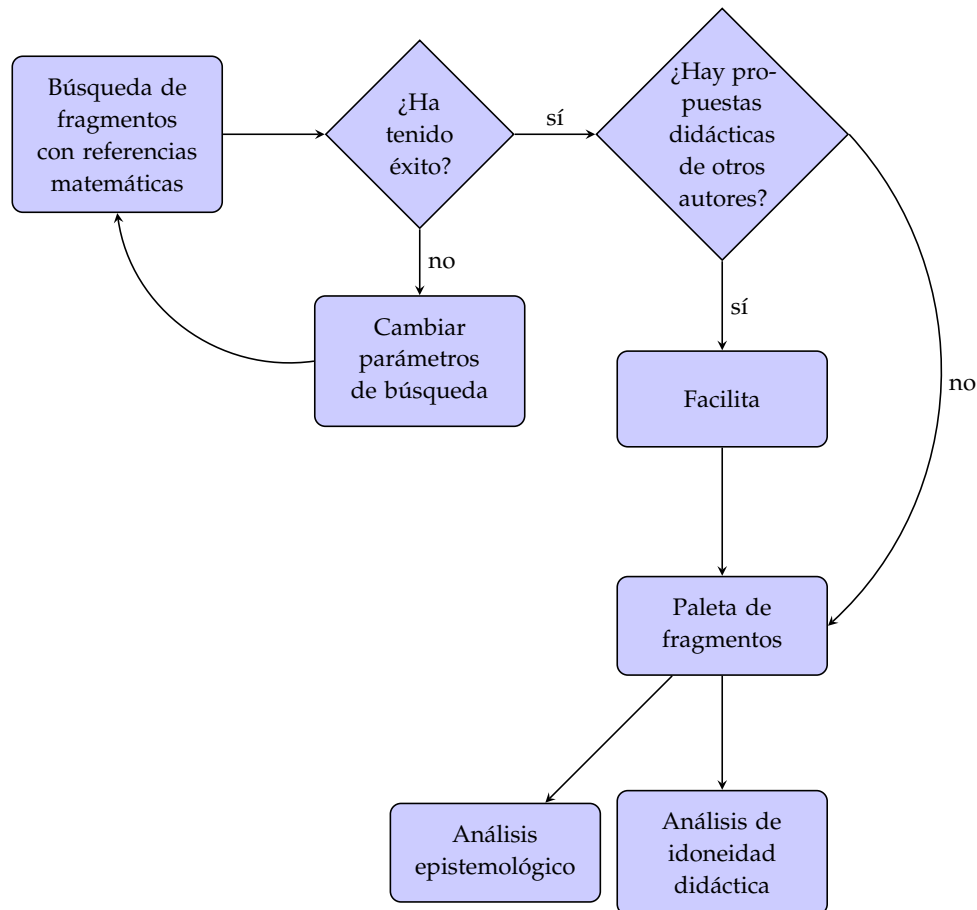 Búsqueda de
fragmentos
con referencias
matemáticas
¿Ha
tenido
éxito?
sí
¿Hay pro-
puestas
didácticas
de otros
autores?
no
Cambiar
parámetros
de búsqueda
sí
Facilita
no
Paleta de
fragmentos
Análisis
epistemológico
Análisis de
idoneidad
didáctica